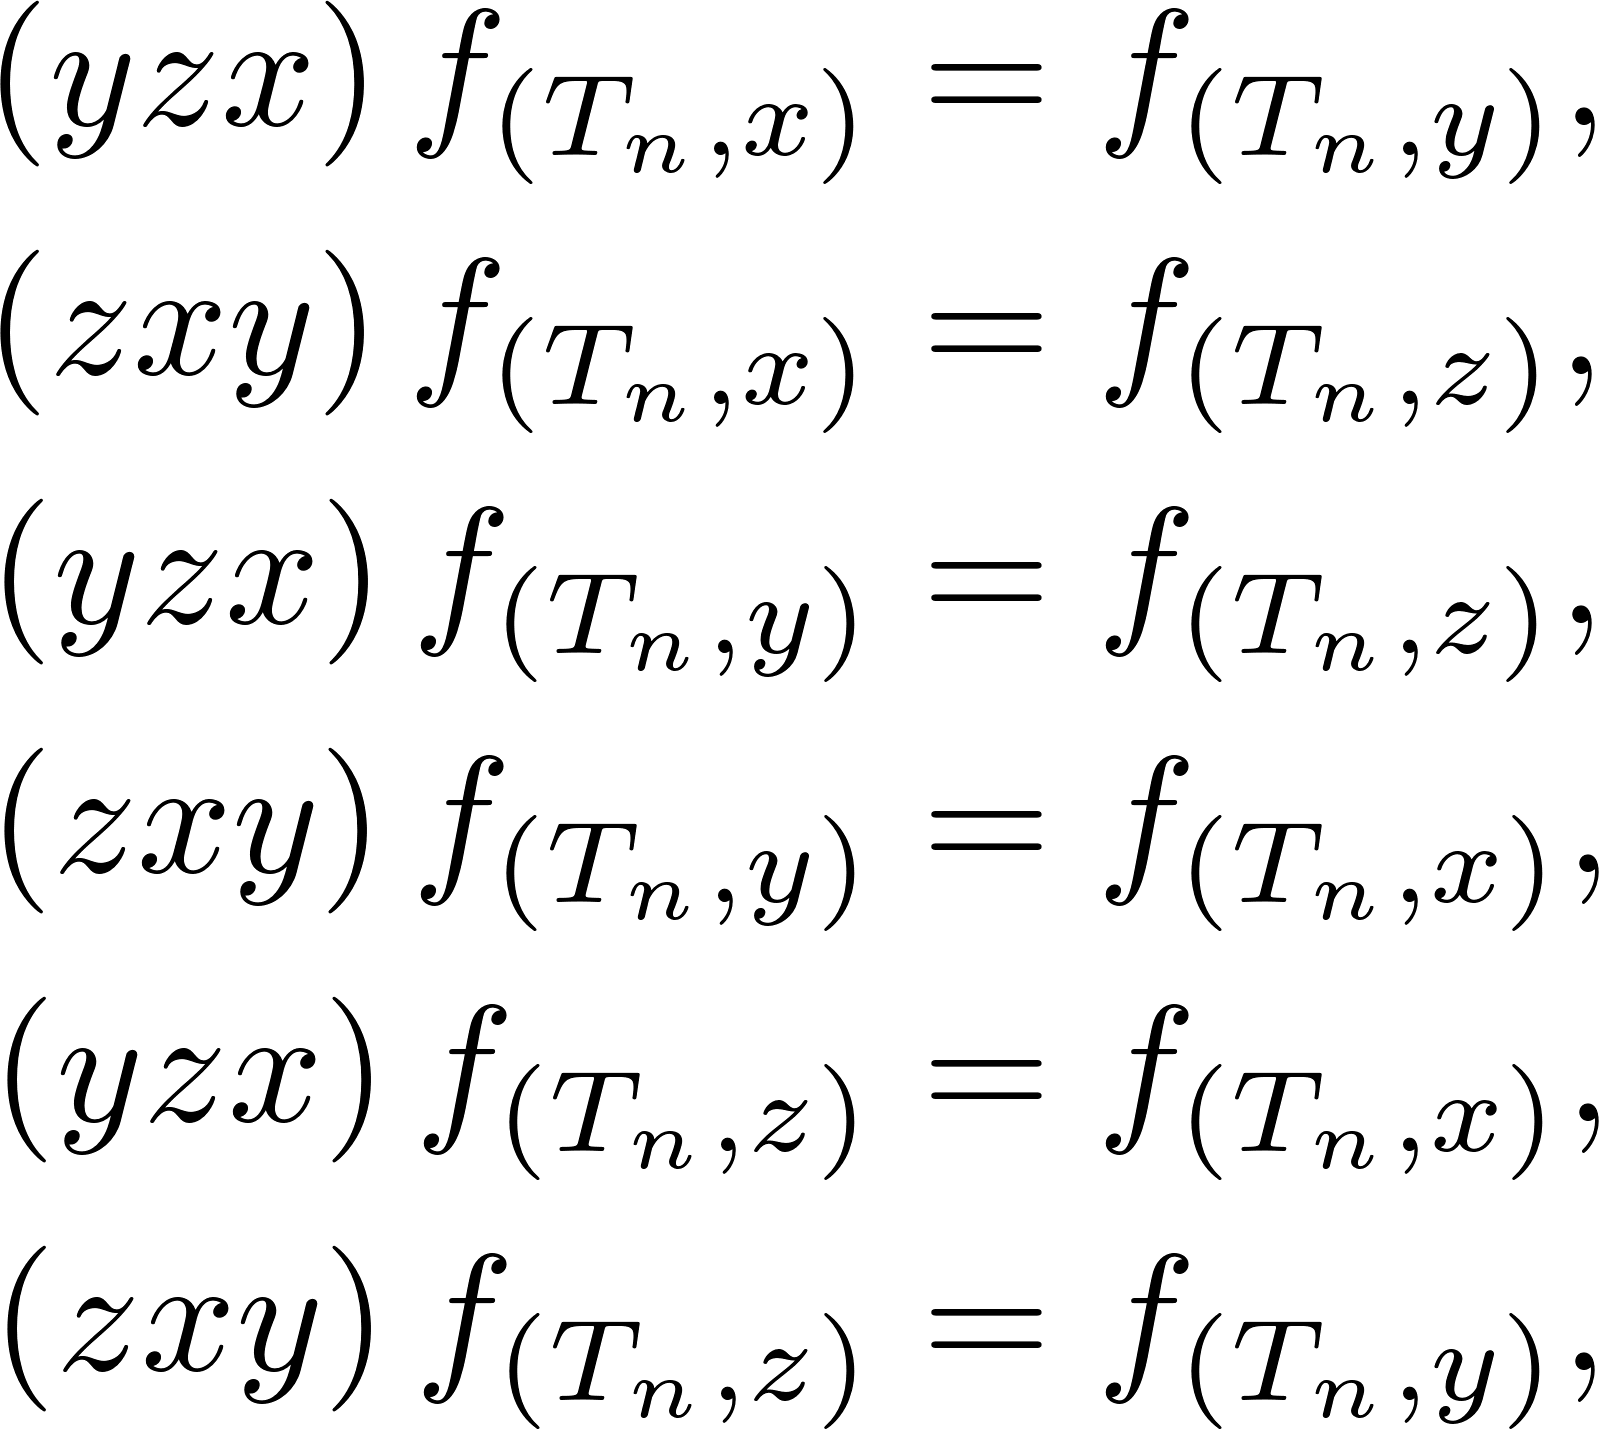 (yzx) f_{(T_n,x)} = f_{(T_n,y)},
(zxy) f_{(T_n,x)} = f_{(T_n,z)},
(yzx) f_{(T_n,y)} = f_{(T_n,z)},
(zxy) f_{(T_n,y)} = f_{(T_n,x)},
(yzx) f_{(T_n,z)} = f_{(T_n,x)},
(zxy) f_{(T_n,z)} = f_{(T_n,y)},